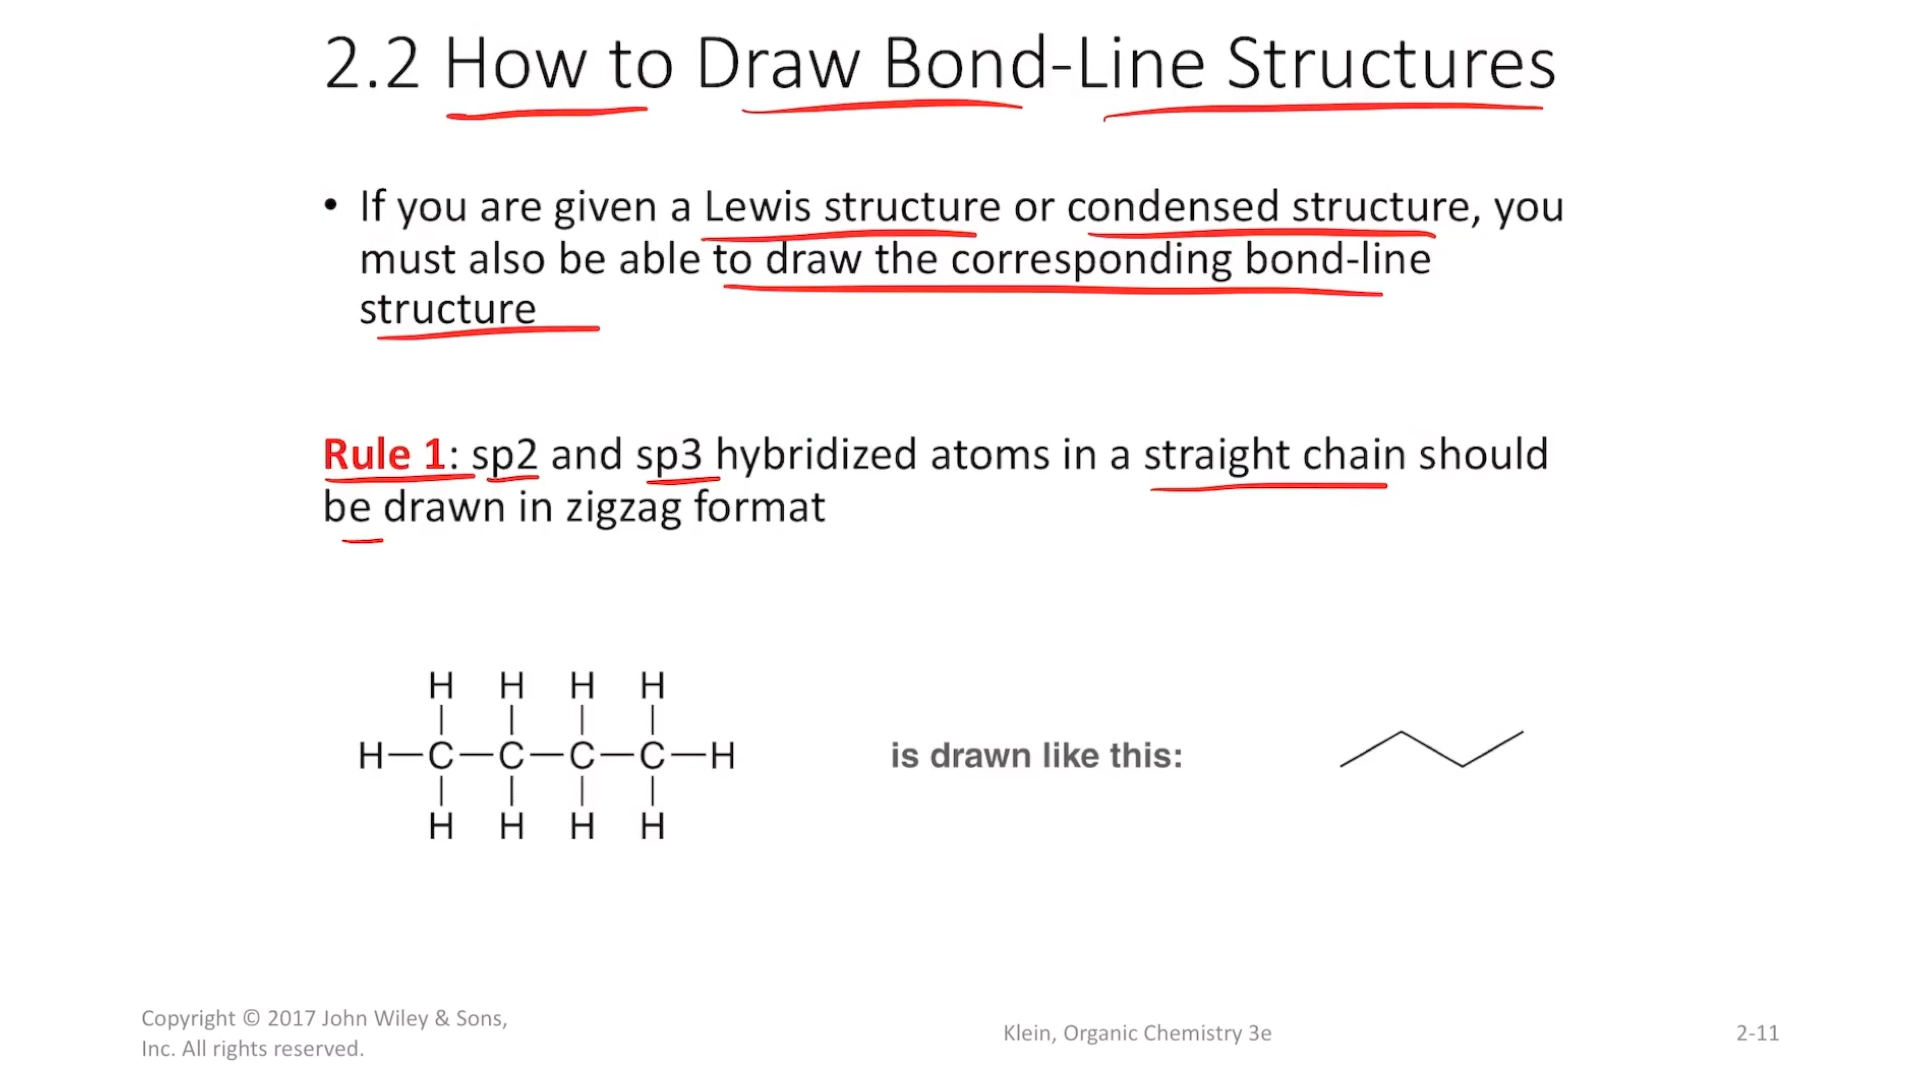 2.2 How to Draw Bond-Line Structures
• If you are given a Lewis structure or condensed structure, you
must also be able to draw the corresponding bond-line
structure
Rule 1: sp2 and sp3 hybridized atoms in a straight chain should
be drawn in zigzag format
H H H H
H—C—C—C—C—H
H H H H
is drawn like this:
Copyright © 2017 John Wiley & Sons,
Inc. All rights reserved.
Klein, Organic Chemistry 3e
2-11